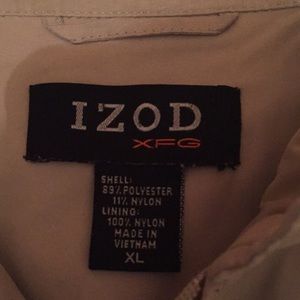 IZOD
XFG
SHELL:
89% POLYESTER
11% NYLON
LINING:
100% NYLON
MADE IN
VIETNAM
XL